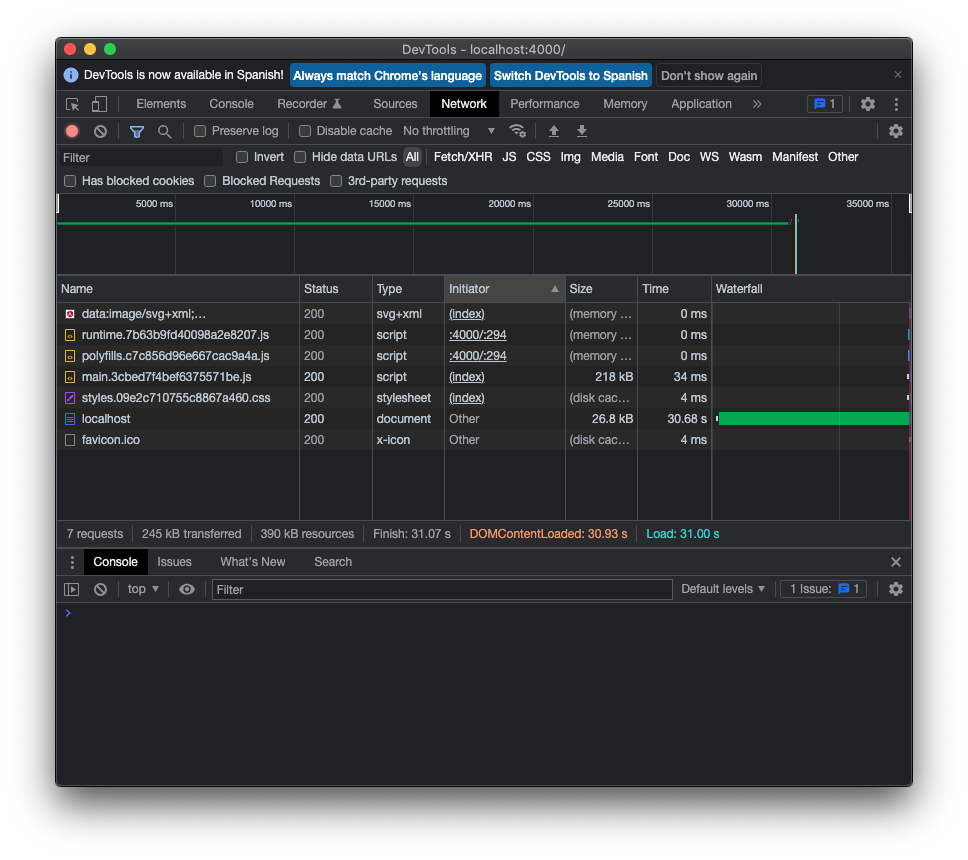 DevTools - localhost:4000/
DevTools is now available in Spanish! Always match Chrome's language Switch DevTools to Spanish Don't show again
Elements Console Recorder Sources Network Performance Memory Application » 1
Preserve log Disable cache No throttling
Filter Invert Hide data URLs All Fetch/XHR JS CSS Img Media Font Doc WS Wasm Manifest Other
Has blocked cookies Blocked Requests 3rd-party requests
5000 ms 10000 ms 15000 ms 20000 ms 25000 ms 30000 ms 35000 ms
Name Status Type Initiator Size Time Waterfall
data:image/svg+xml;… 200 svg+xml (index) (memory … 0 ms
runtime.7b63b9fd40098a2e8207.js 200 script :4000/:294 (memory … 0 ms
polyfills.c7c856d96e667cac9a4a.js 200 script :4000/:294 (memory … 0 ms
main.3cbed7f4bef6375571be.js 200 script (index) 218 kB 34 ms
styles.09e2c710755c8867a460.css 200 stylesheet (index) (disk cac… 4 ms
localhost 200 document Other 26.8 kB 30.68 s
favicon.ico 200 x-icon Other (disk cac… 4 ms
7 requests 245 kB transferred 390 kB resources Finish: 31.07 s DOMContentLoaded: 30.93 s Load: 31.00 s
Console Issues What's New Search
top Filter Default levels 1 Issue: 1